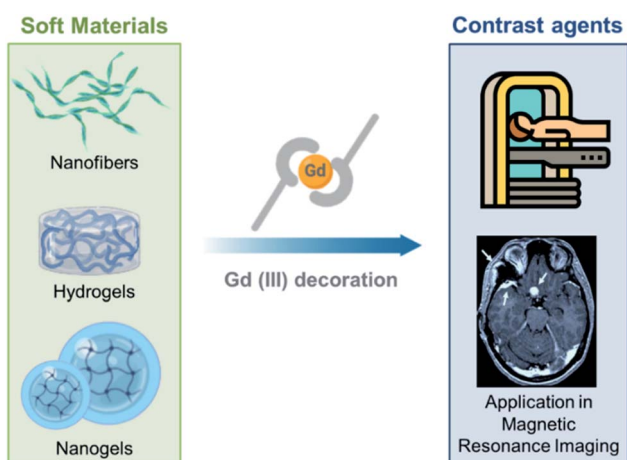 Soft Materials
Nanofibers
Hydrogels
Nanogels
Gd
Gd (III) decoration
Contrast agents
Application in
Magnetic
Resonance Imaging